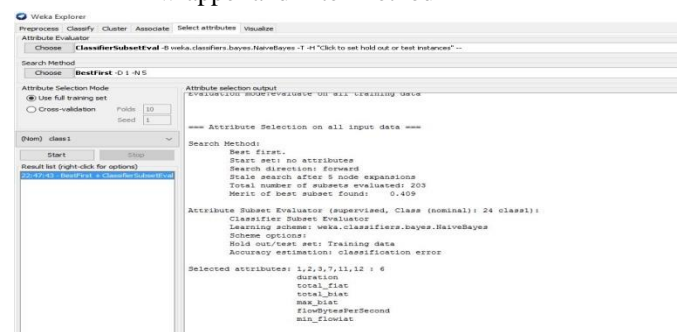 Weka Explorer
Preprocess Classify Cluster Associate Select attributes Visualize
Attribute Evaluator
Choose ClassifierSubsetEval -B weka.classifiers.bayes.NaiveBayes -T -H "Click to set hold out or test instances" --
Search Method
Choose BestFirst -D 1 -N 5
Attribute Selection Mode
Use full training set
Cross-validation Folds 10
Seed 1
(Nom) class1
Start Stop
Result list (right-click for options)
22:47:43 - BestFirst + ClassifierSubsetEval
Attribute selection output
Evaluation mode:evaluate on all training data
=== Attribute Selection on all input data ===
Search Method:
Best first.
Start set: no attributes
Search direction: forward
Stale search after 5 node expansions
Total number of subsets evaluated: 203
Merit of best subset found: 0.409
Attribute Subset Evaluator (supervised, Class (nominal): 24 class1):
Classifier Subset Evaluator
Learning scheme: weka.classifiers.bayes.NaiveBayes
Scheme options:
Hold out/test set: Training data
Accuracy estimation: classification error
Selected attributes: 1,2,3,7,11,12 : 6
duration
total_fiat
total_biat
max_biat
flowBytesPerSecond
min_flowiat